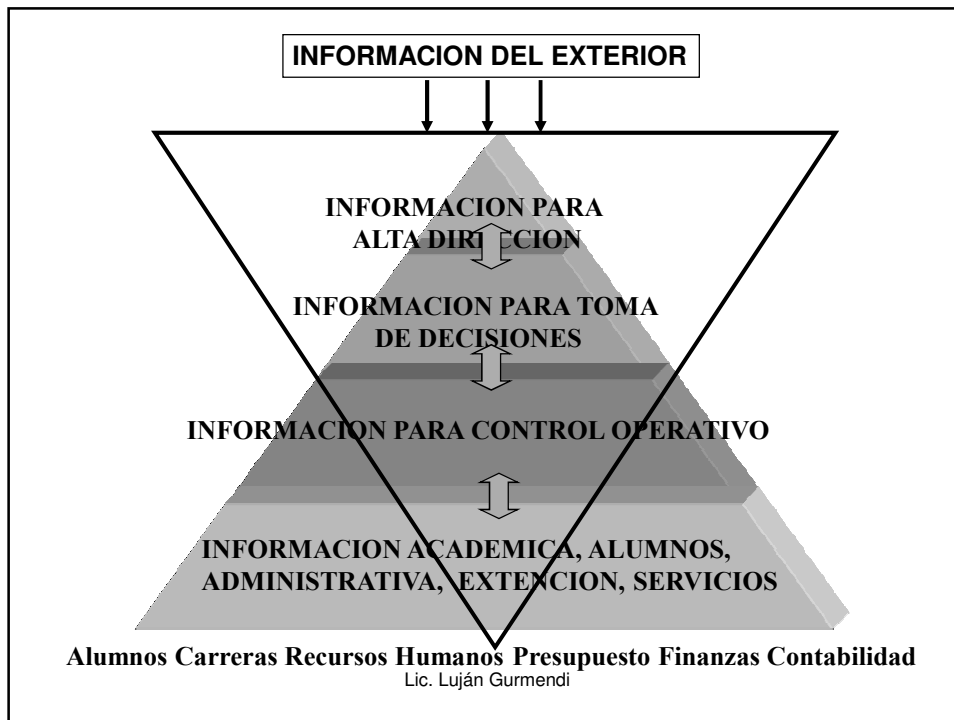 INFORMACION DEL EXTERIOR
INFORMACION PARA
ALTA DIRECCION
INFORMACION PARA TOMA
DE DECISIONES
INFORMACION PARA CONTROL OPERATIVO
INFORMACION ACADEMICA, ALUMNOS,
ADMINISTRATIVA, EXTENCION, SERVICIOS
Alumnos Carreras Recursos Humanos Presupuesto Finanzas Contabilidad
Lic. Luján Gurmendi